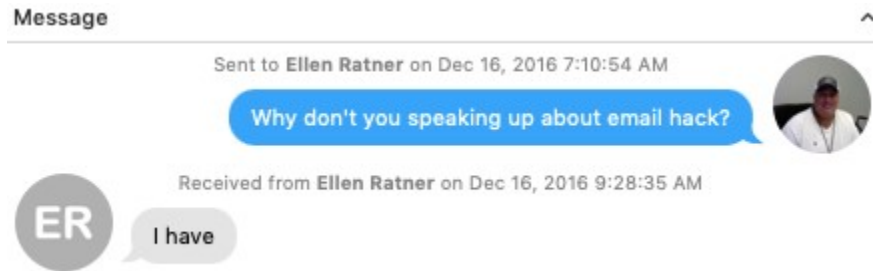 Message
Sent to Ellen Ratner on Dec 16, 2016 7:10:54 AM
Why don't you speaking up about email hack?
Received from Ellen Ratner on Dec 16, 2016 9:28:35 AM
ER
I have